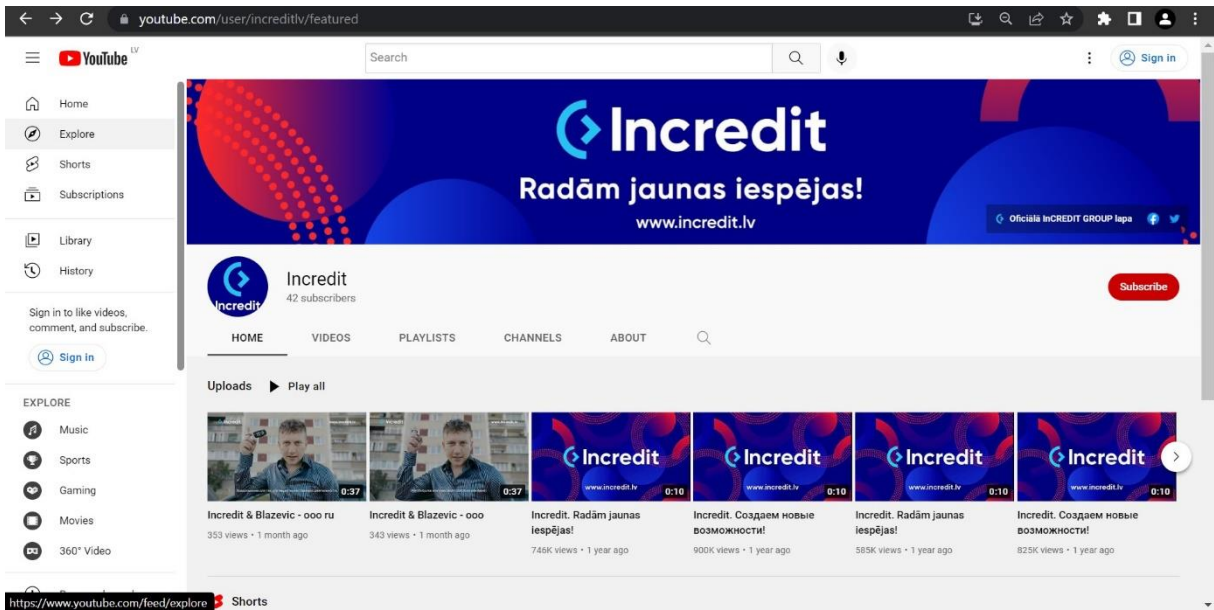 youtube.com/user/increditlv/featured
YouTube LV
Search
Sign in
Home
Explore
Shorts
Subscriptions
Library
History
Sign in to like videos,
comment, and subscribe.
Sign in
EXPLORE
Music
Sports
Gaming
Movies
360° Video
https://www.youtube.com/feed/explore
Incredit
Radām jaunas iespējas!
www.incredit.lv
Oficiālā InCREDIT GROUP lapa
Incredit
Incredit
42 subscribers
Subscribe
HOME VIDEOS PLAYLISTS CHANNELS ABOUT
Uploads Play all
0:37
Incredit & Blazevic - ooo ru
353 views • 1 month ago
0:37
Incredit & Blazevic - ooo
343 views • 1 month ago
Incredit
www.incredit.lv
0:10
Incredit. Radām jaunas
iespējas!
746K views • 1 year ago
Incredit
www.incredit.lv
0:10
Incredit. Создаем новые
возможности!
900K views • 1 year ago
Incredit
www.incredit.lv
0:10
Incredit. Radām jaunas
iespējas!
585K views • 1 year ago
Incredit
www.incredit.lv
0:10
Incredit. Создаем новые
возможности!
825K views • 1 year ago
Shorts